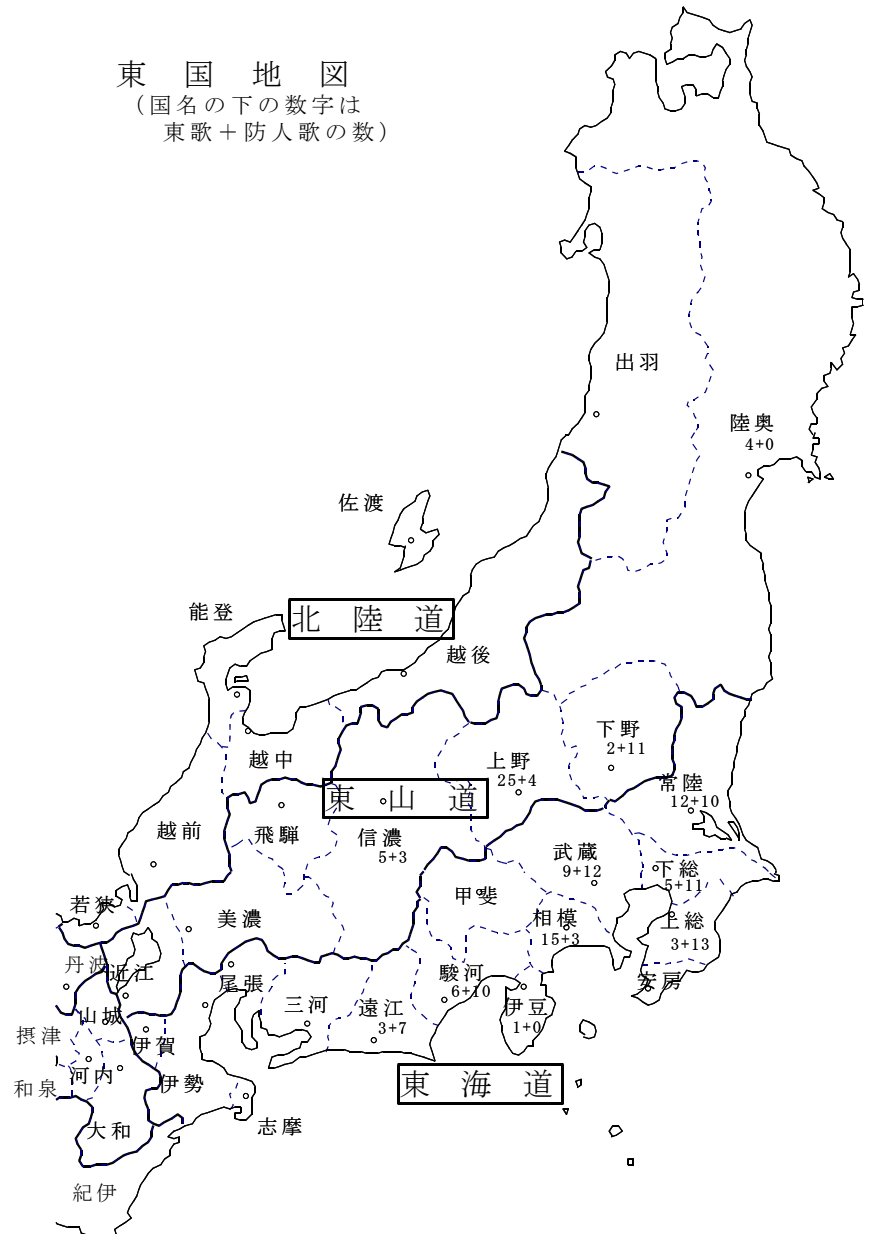 東国地図
（国名の下の数字は
東歌＋防人歌の数）
出羽
陸奥
4+0
佐渡
能登
北陸道
越後
越中
上野
25+4
下野
2+11
常陸
12+10
東山道
越前
飛騨
信濃
5+3
武蔵
9+12
下総
5+11
若狭
美濃
甲斐
相模
15+3
上総
3+13
丹波
近江
尾張
駿河
6+10
安房
山城
三河
遠江
3+7
伊豆
1+0
摂津
伊賀
河内
和泉
伊勢
東海道
大和
志摩
紀伊